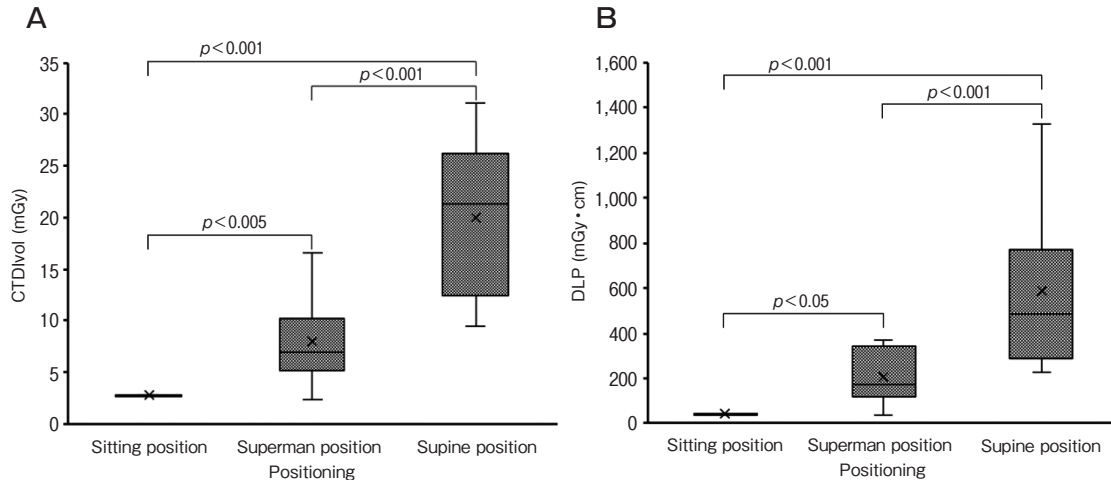 A
p<0.001
p<0.001
p<0.005
35
30
25
20
15
10
5
0
CTDIvol (mGy)
Sitting position Superman position Supine position
Positioning
B
p<0.001
p<0.001
p<0.05
1,600
1,400
1,200
1,000
800
600
400
200
0
DLP (mGy・cm)
Sitting position Superman position Supine position
Positioning